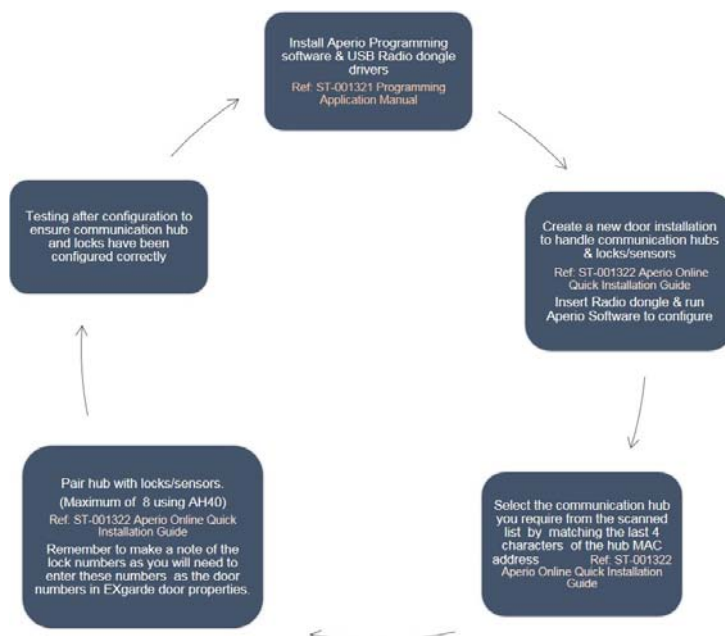 Install Aperio Programming
software & USB Radio dongle
drivers
Ref: ST-001321 Programming
Application Manual
Create a new door installation
to handle communication hubs
& locks/sensors
Ref: ST-001322 Aperio Online
Quick Installation Guide
Insert Radio dongle & run
Aperio Software to configure
Select the communication hub
you require from the scanned
list by matching the last 4
characters of the hub MAC
address Ref: ST-001322
Aperio Online Quick Installation
Guide
Pair hub with locks/sensors.
(Maximum of 8 using AH40)
Ref: ST-001322 Aperio Online Quick
Installation Guide
Remember to make a note of the
lock numbers as you will need to
enter these numbers as the door
numbers in EXgarde door properties.
Testing after configuration to
ensure communication hub
and locks have been
configured correctly